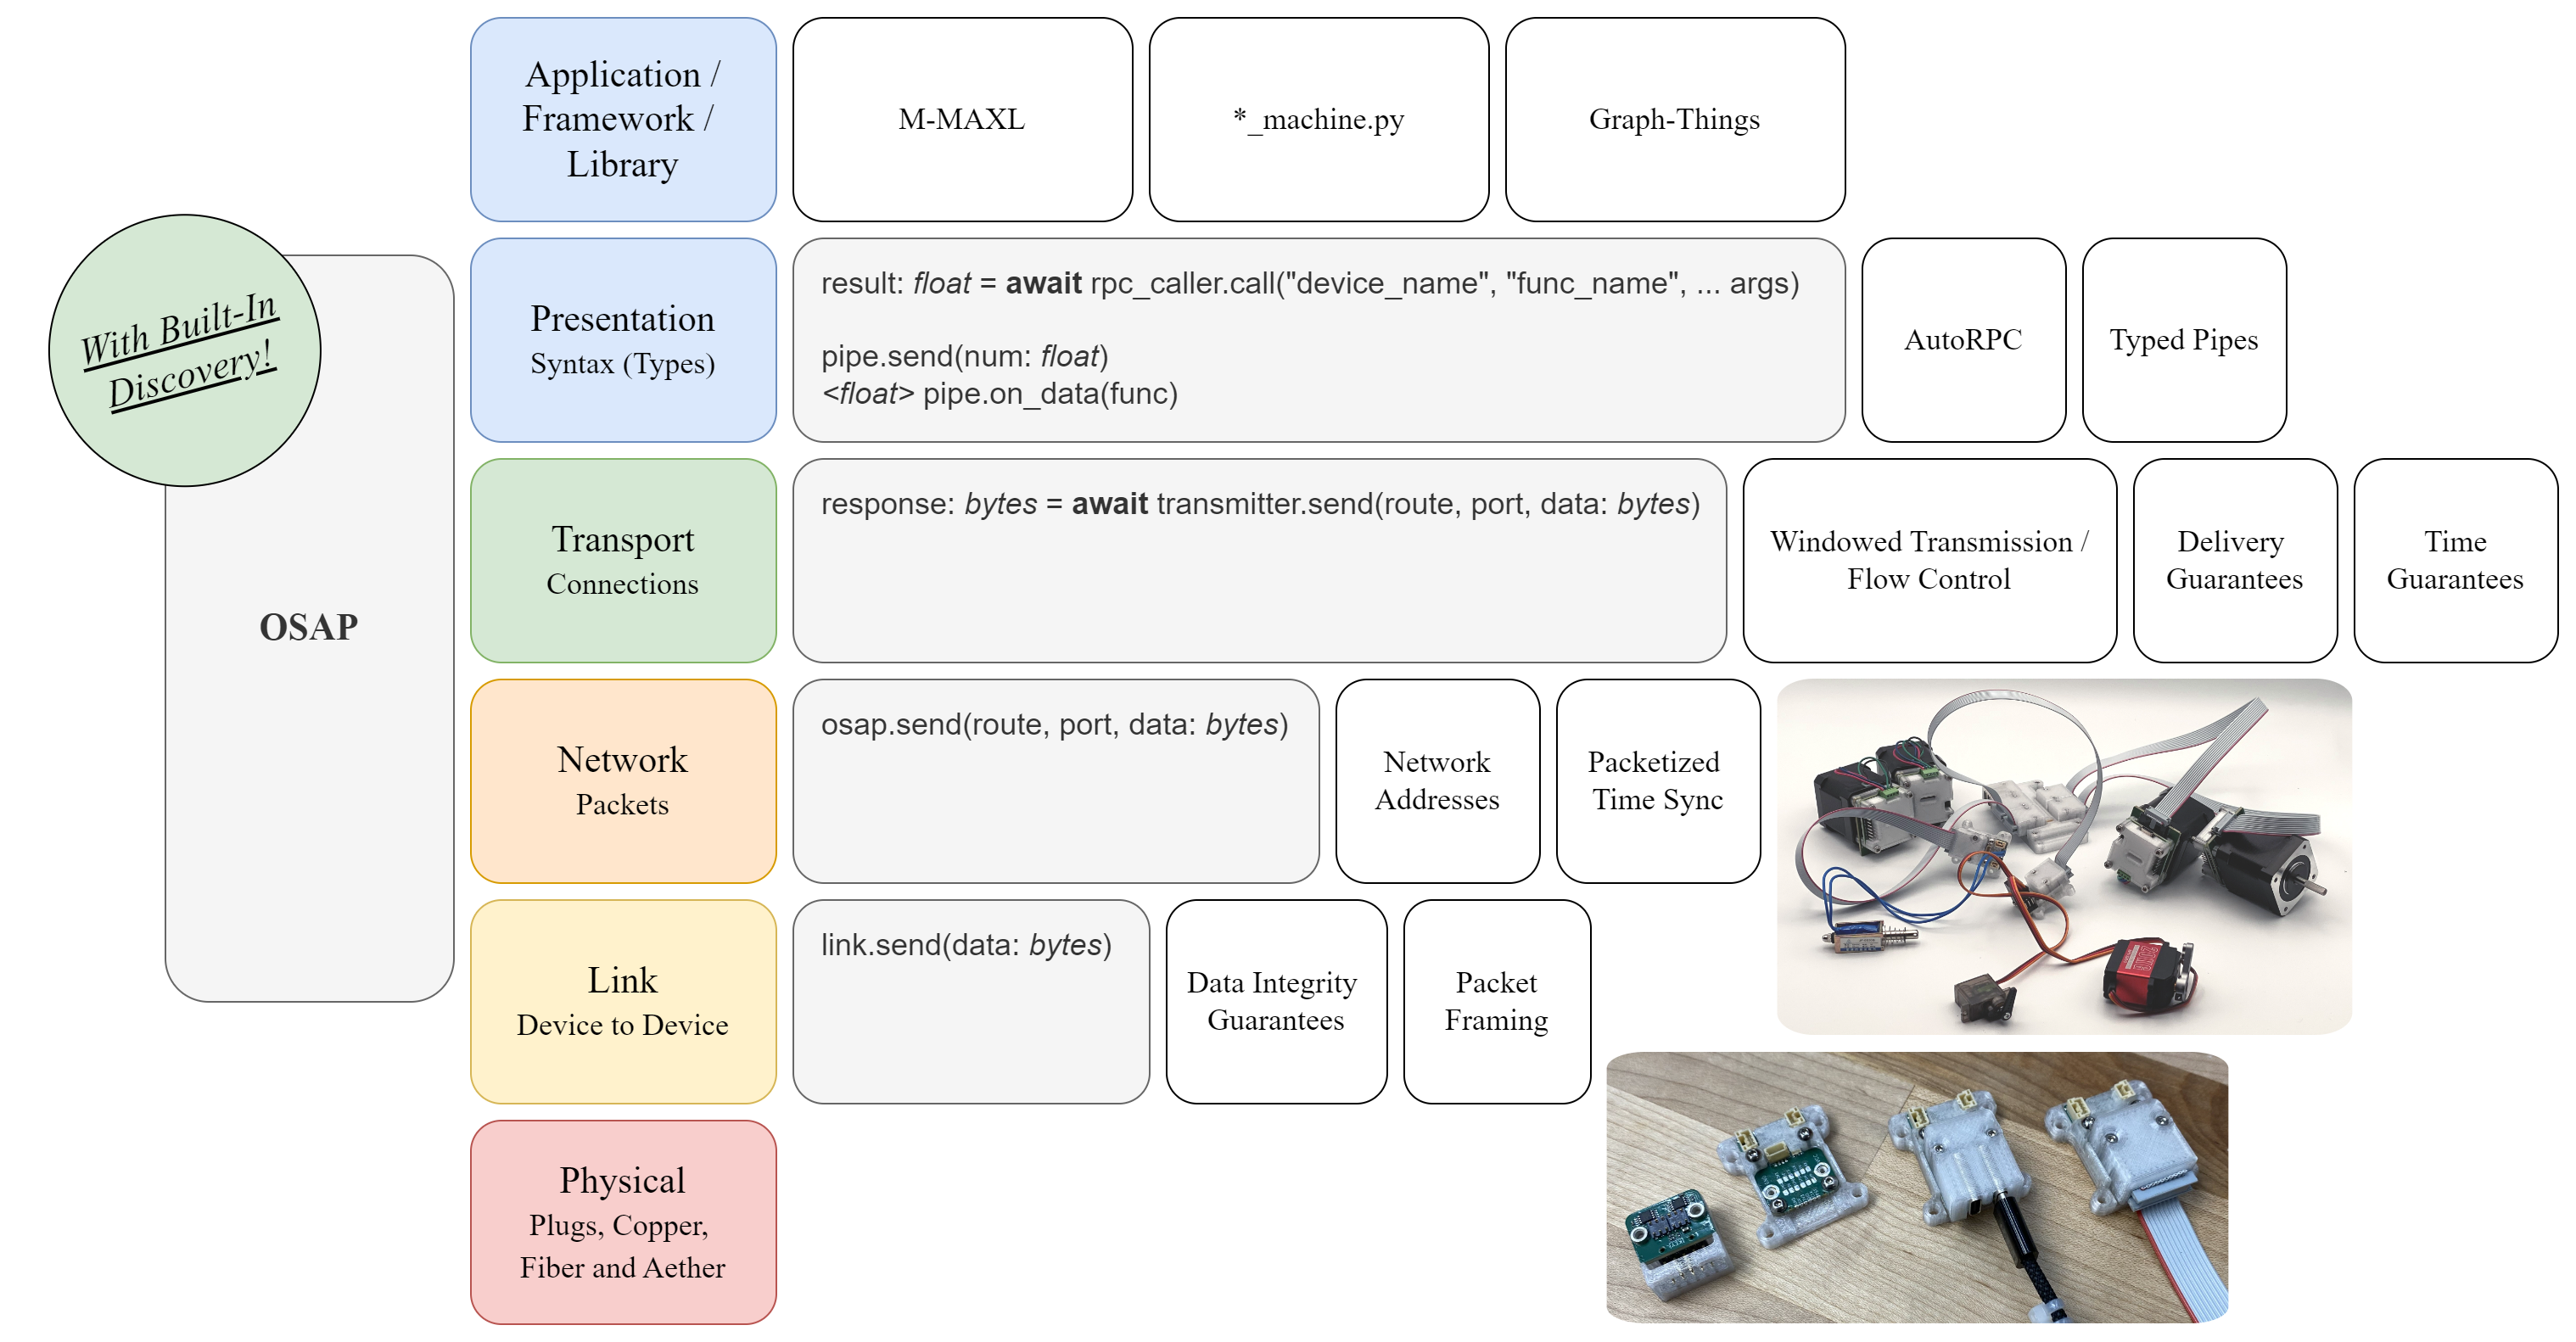 With Built-In
Discovery!
OSAP
Application /
Framework /
Library
M-MAXL
*_machine.py
Graph-Things
Presentation
Syntax (Types)
result: float = await rpc_caller.call("device_name", "func_name", ... args)
pipe.send(num: float)
<float> pipe.on_data(func)
AutoRPC
Typed Pipes
Transport
Connections
response: bytes = await transmitter.send(route, port, data: bytes)
Windowed Transmission /
Flow Control
Delivery
Guarantees
Time
Guarantees
Network
Packets
osap.send(route, port, data: bytes)
Network
Addresses
Packetized
Time Sync
Link
Device to Device
link.send(data: bytes)
Data Integrity
Guarantees
Packet
Framing
Physical
Plugs, Copper,
Fiber and Aether